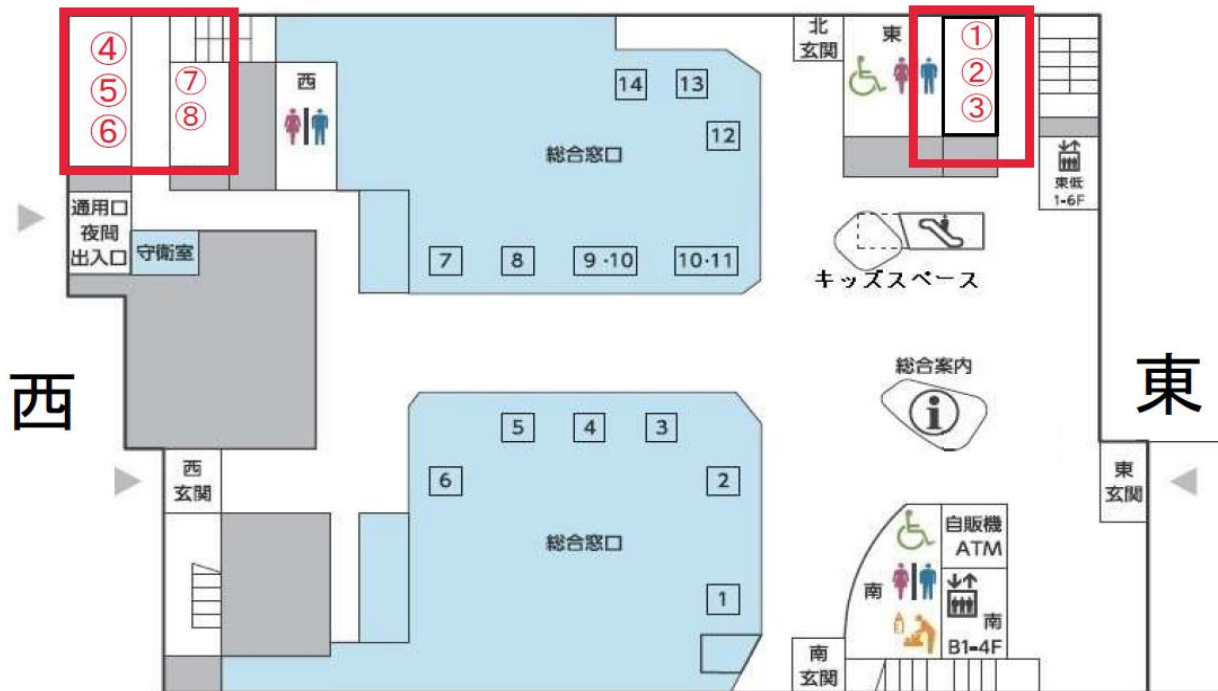 ④
⑤
⑥
⑦
⑧
西
14
13
12
総合窓口
7
8
9・10
10・11
北
玄関
東
①
②
③
東低
1-6F
通用口
夜間
出入口
守衛室
キッズスペース
西
総合案内
i
東
5
4
3
6
2
総合窓口
1
西
玄関
東
玄関
自販機
ATM
南
南
B1-4F
南
玄関